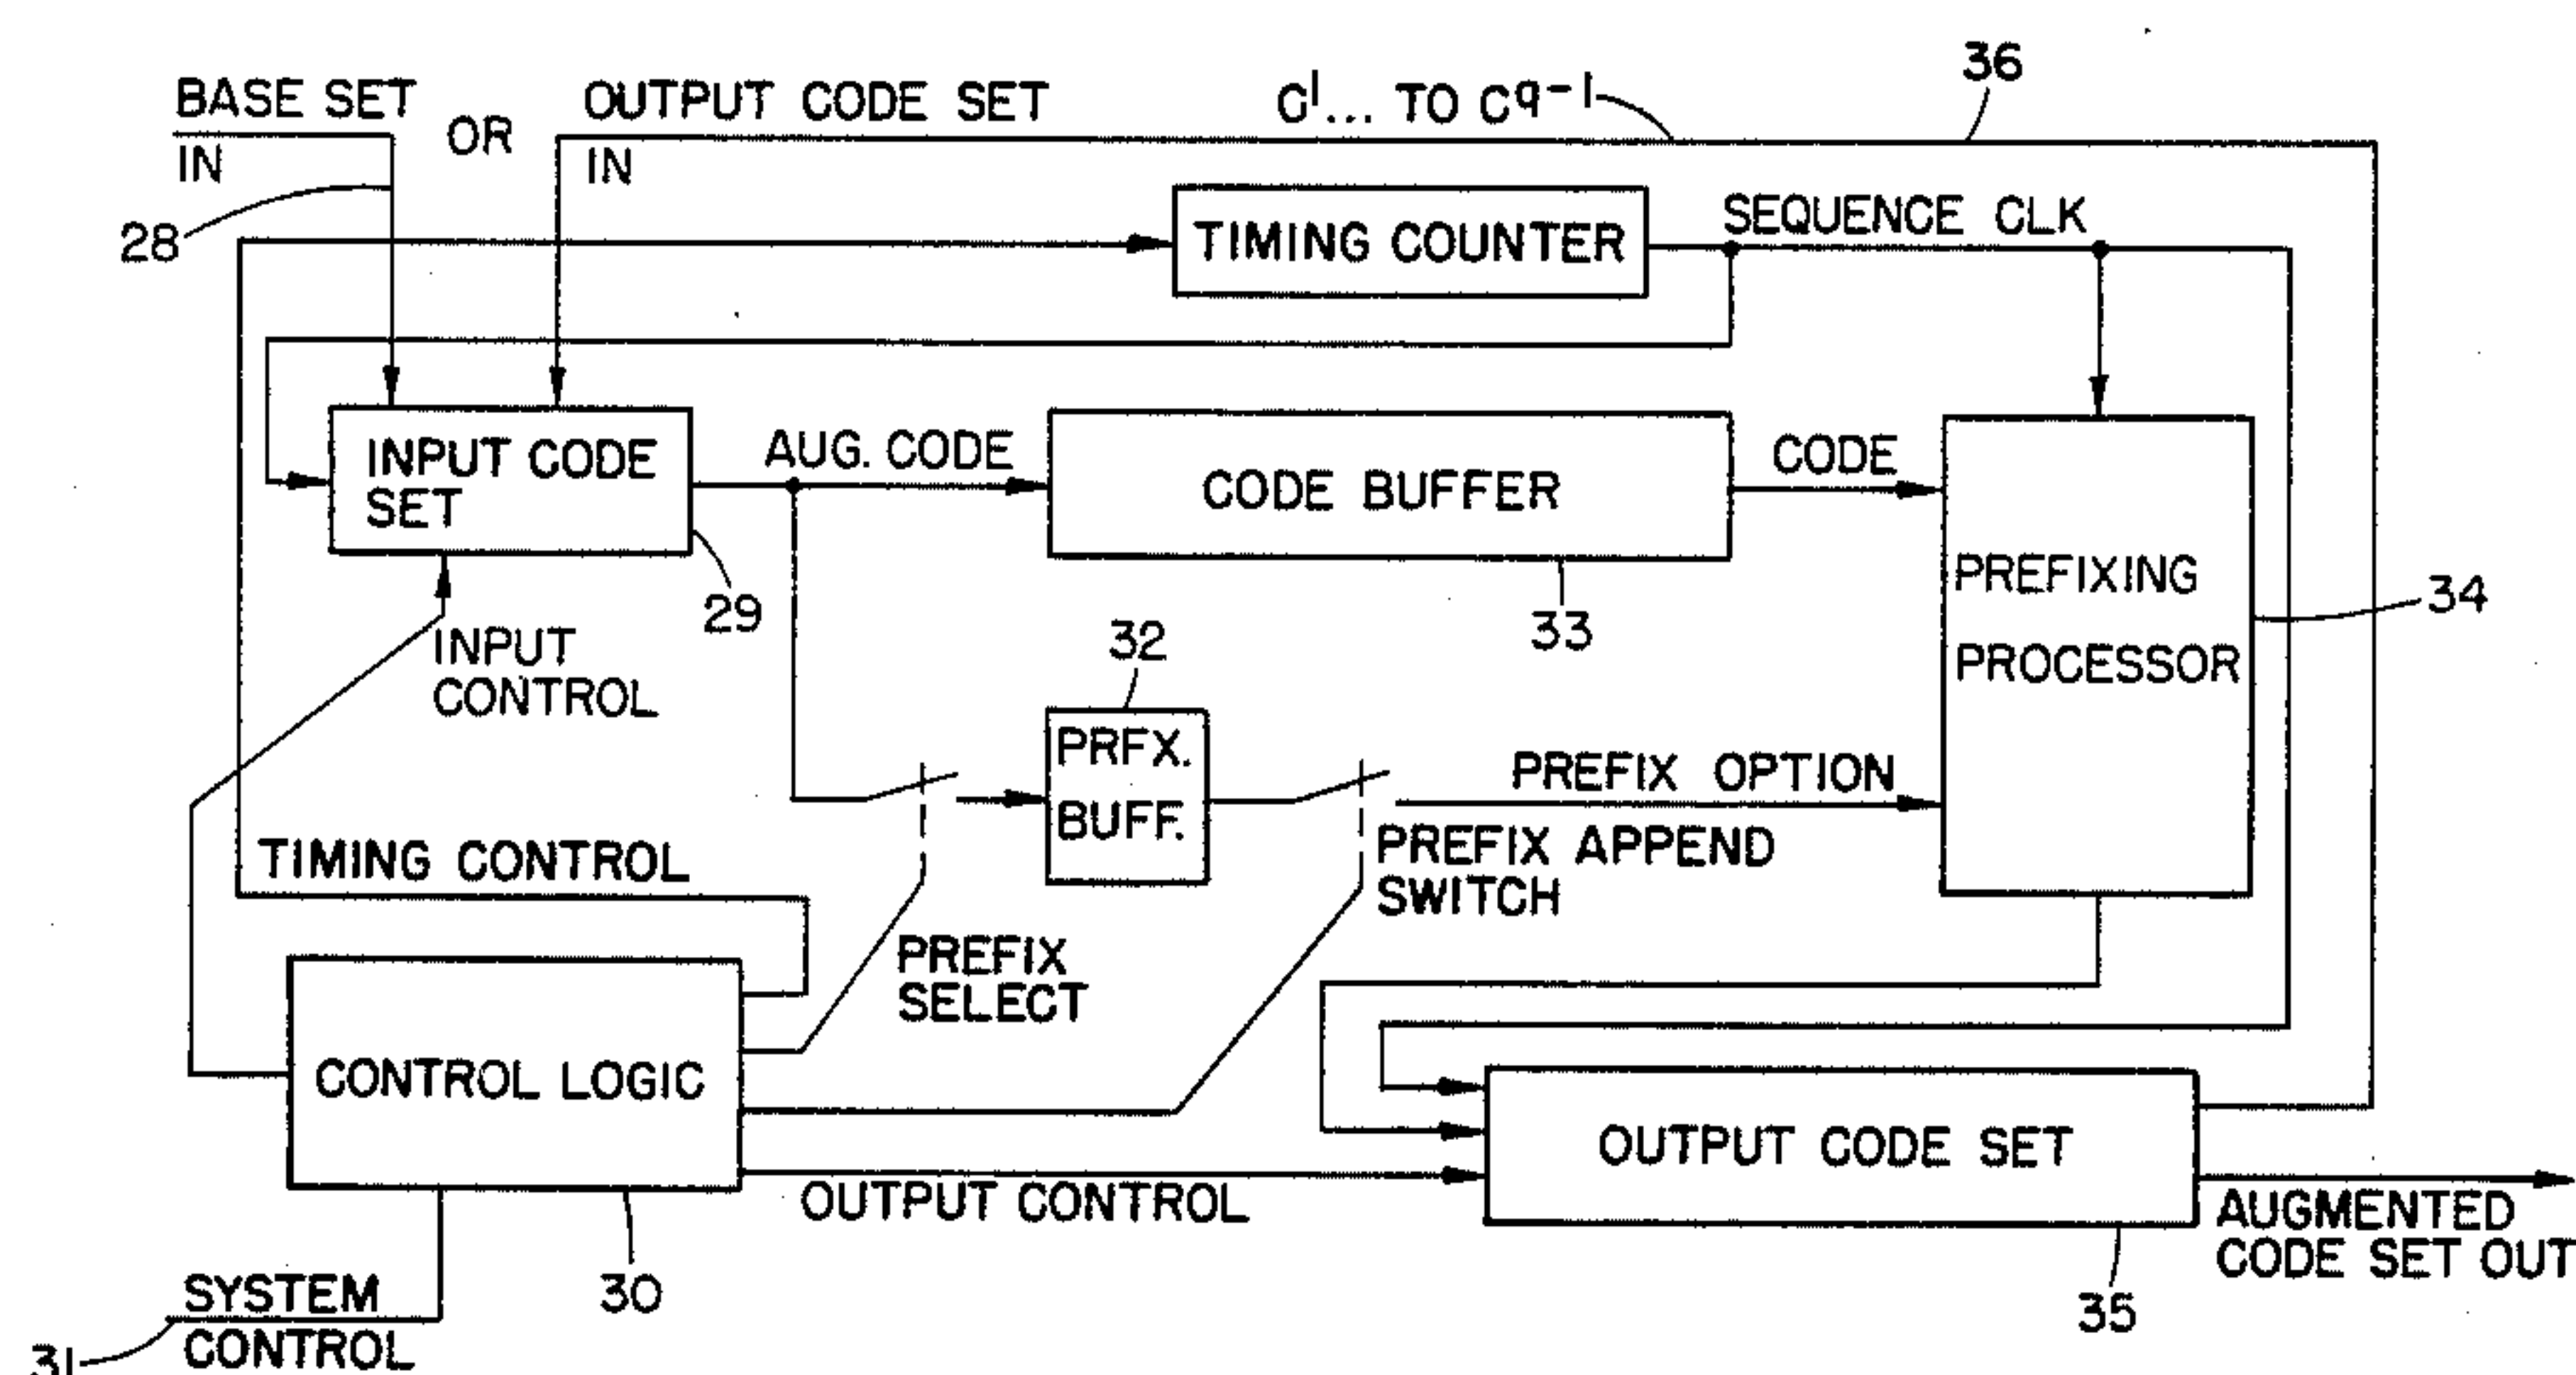 36
BASE SET
IN
OR
OUTPUT CODE SET
IN
C¹... TO C^q-1
28
TIMING COUNTER
SEQUENCE CLK
INPUT CODE
SET
AUG. CODE
CODE BUFFER
CODE
PREFIXING
PROCESSOR
34
29
33
INPUT
CONTROL
32
PRFX.
BUFF.
PREFIX OPTION
PREFIX APPEND
SWITCH
TIMING CONTROL
PREFIX
SELECT
CONTROL LOGIC
OUTPUT CODE SET
OUTPUT CONTROL
AUGMENTED
CODE SET OUT
30
35
SYSTEM
CONTROL
31